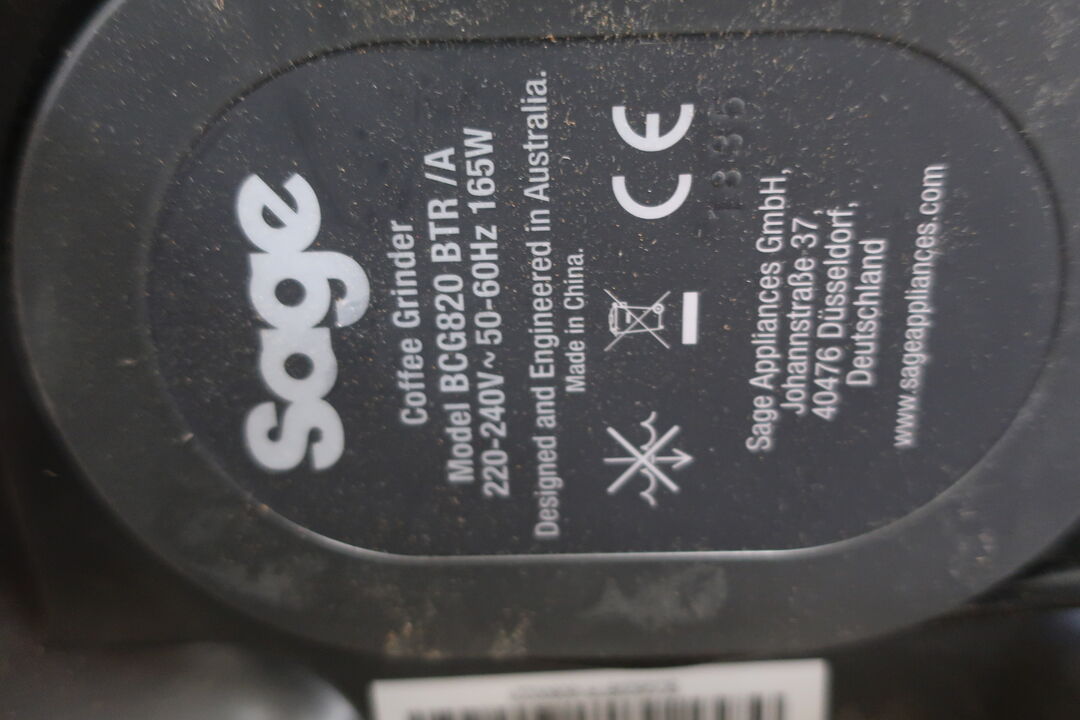 sage
Coffee Grinder
Model BCG820 BTR /A
220-240V~ 50-60Hz 165W
Designed and Engineered in Australia.
Made in China.
CE
Sage Appliances GmbH,
Johannstraße 37,
40476 Düsseldorf,
Deutschland
www.sageappliances.com